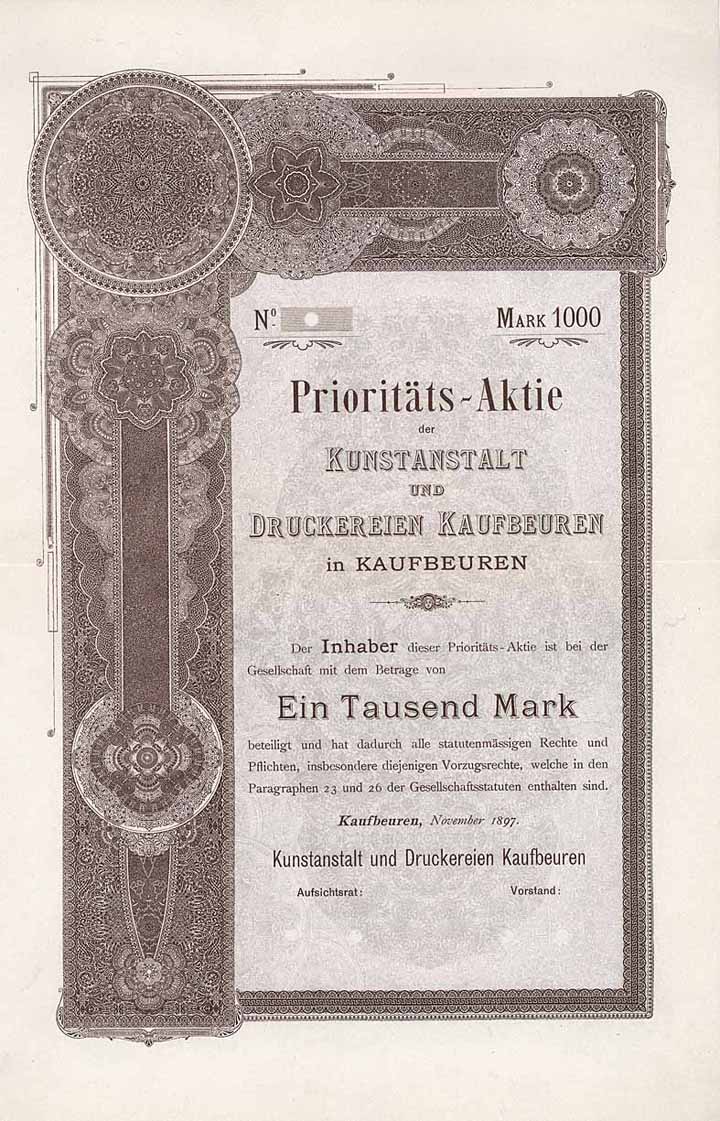 Nº
MARK 1000
Prioritäts-Aktie
der
KUNSTANSTALT
UND
DRUCKEREIEN KAUFBEUREN
in KAUFBEUREN
Der Inhaber dieser Prioritäts-Aktie ist bei der
Gesellschaft mit dem Betrage von
Ein Tausend Mark
beteiligt und hat dadurch alle statutenmässigen Rechte und
Pflichten, insbesondere diejenigen Vorzugsrechte, welche in den
Paragraphen 23 und 26 der Gesellschaftsstatuten enthalten sind.
Kaufbeuren, November 1897.
Kunstanstalt und Druckereien Kaufbeuren
Aufsichtsrat:
Vorstand: